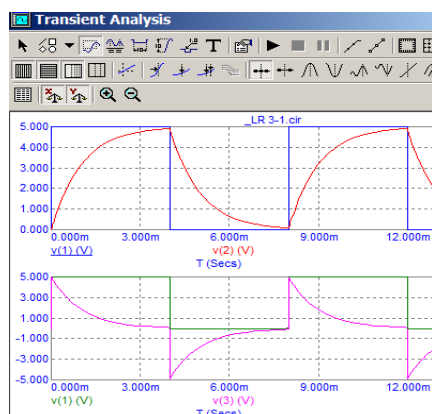 Transient Analysis
T
_LR 3-1.cir
5.000
4.000
3.000
2.000
1.000
0.000
0.000m 3.000m 6.000m 9.000m 12.000m
v(1) (V) v(2) (V)
T (Secs)
5.000
3.000
1.000
-1.000
-3.000
-5.000
0.000m 3.000m 6.000m 9.000m 12.000m
v(1) (V) v(3) (V)
T (Secs)